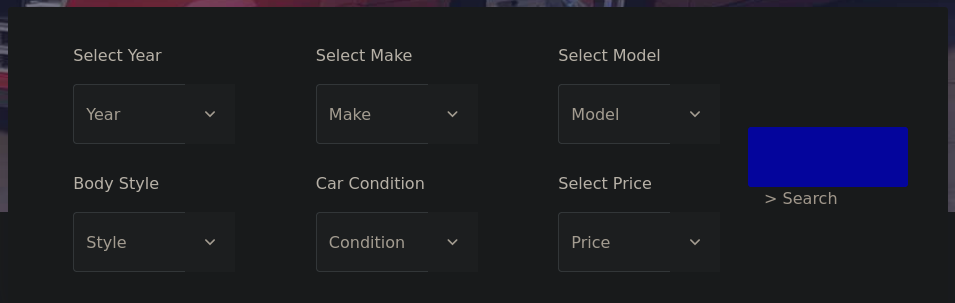 Select Year
Select Make
Select Model
Year
Make
Model
Body Style
Car Condition
Select Price
> Search
Style
Condition
Price